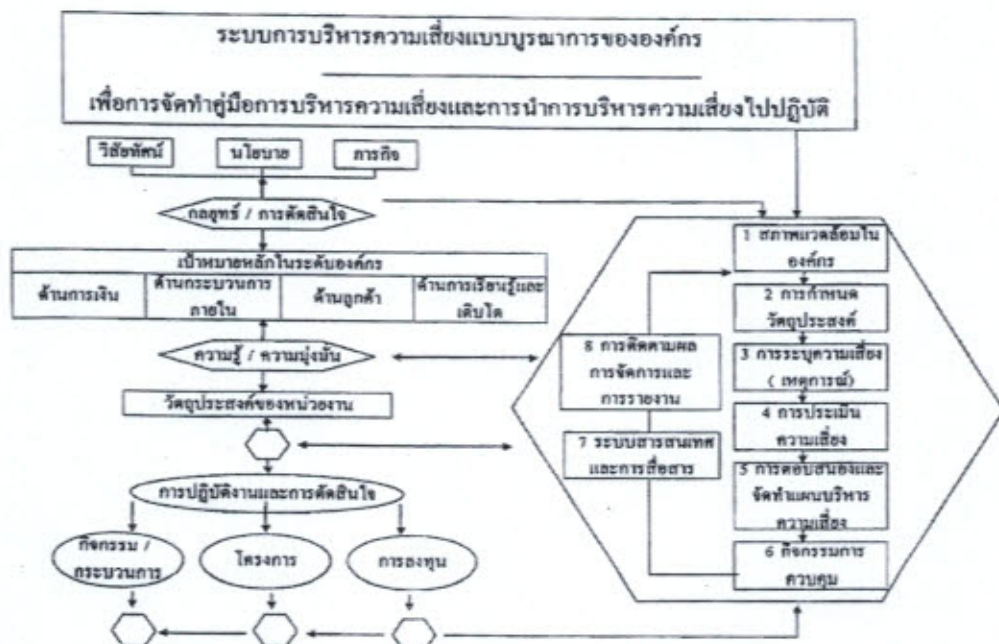 ระบบการบริหารความเสี่ยงแบบบูรณาการขององค์กร
เพื่อการจัดทำคู่มือการบริหารความเสี่ยงและการนำการบริหารความเสี่ยงไปปฏิบัติ
วิสัยทัศน์
นโยบาย
ภารกิจ
กลยุทธ์ / การตัดสินใจ
เป้าหมายหลักในระดับองค์กร
ด้านการเงิน
ด้านกระบวนการ
ภายใน
ด้านลูกค้า
ด้านการเรียนรู้และ
เติบโต
ความรู้ / ความมุ่งมั่น
วัตถุประสงค์ของหน่วยงาน
การปฏิบัติงานและการตัดสินใจ
กิจกรรม /
กระบวนการ
โครงการ
การลงทุน
1 สภาพแวดล้อมใน
องค์กร
2 การกำหนด
วัตถุประสงค์
3 การระบุความเสี่ยง
( เหตุการณ์)
4 การประเมิน
ความเสี่ยง
5 การตอบสนองและ
จัดทำแผนบริหาร
ความเสี่ยง
6 กิจกรรมการ
ควบคุม
7 ระบบสารสนเทศ
และการสื่อสาร
8 การติดตามผล
การจัดการและ
การรายงาน